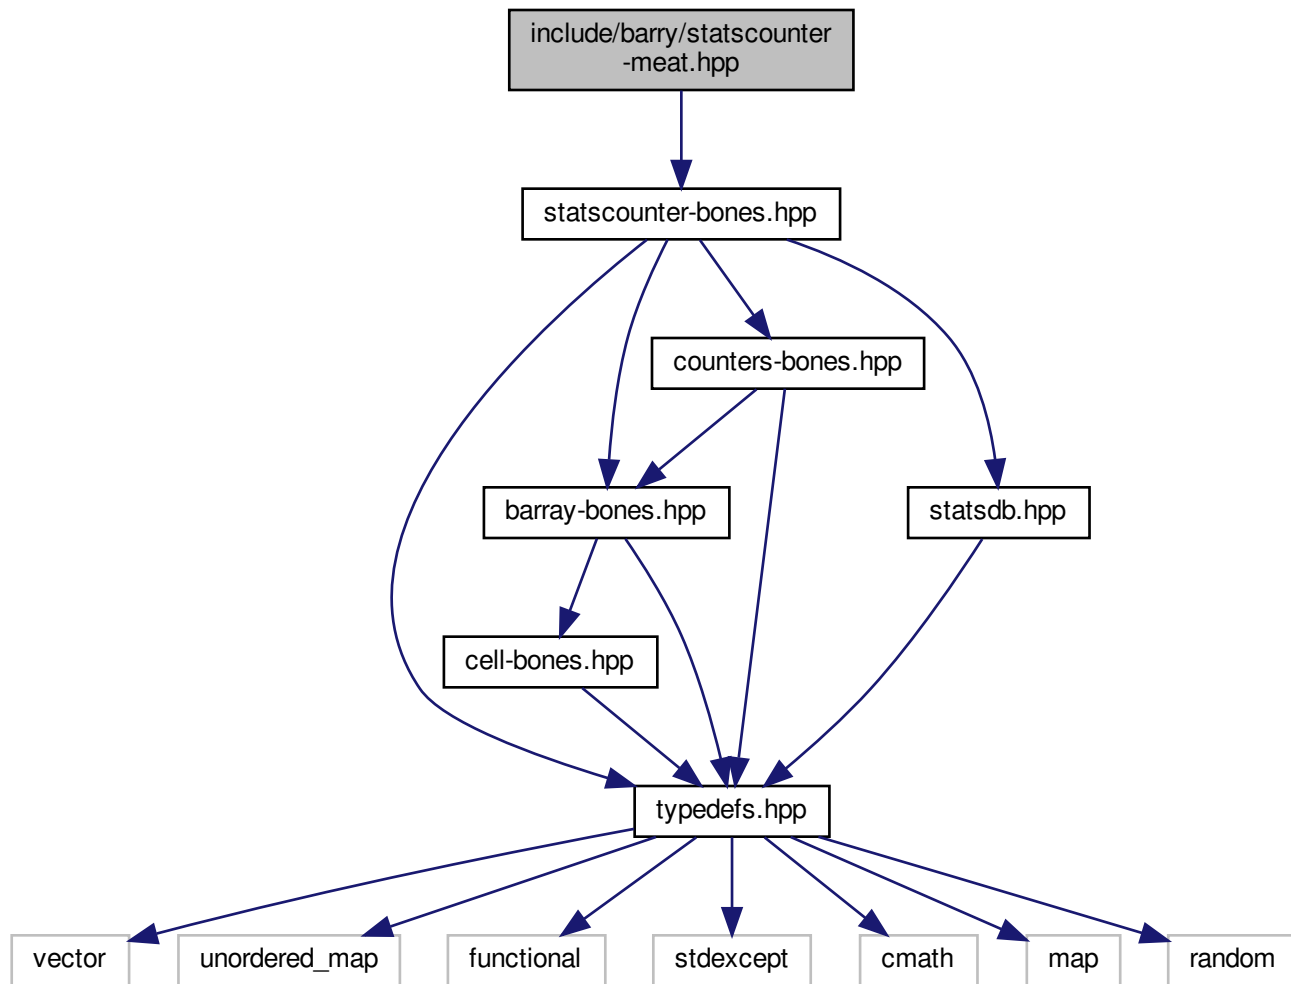 include/barry/statscounter
-meat.hpp
statscounter-bones.hpp
counters-bones.hpp
barray-bones.hpp
statsdb.hpp
cell-bones.hpp
typedefs.hpp
vector
unordered_map
functional
stdexcept
cmath
map
random